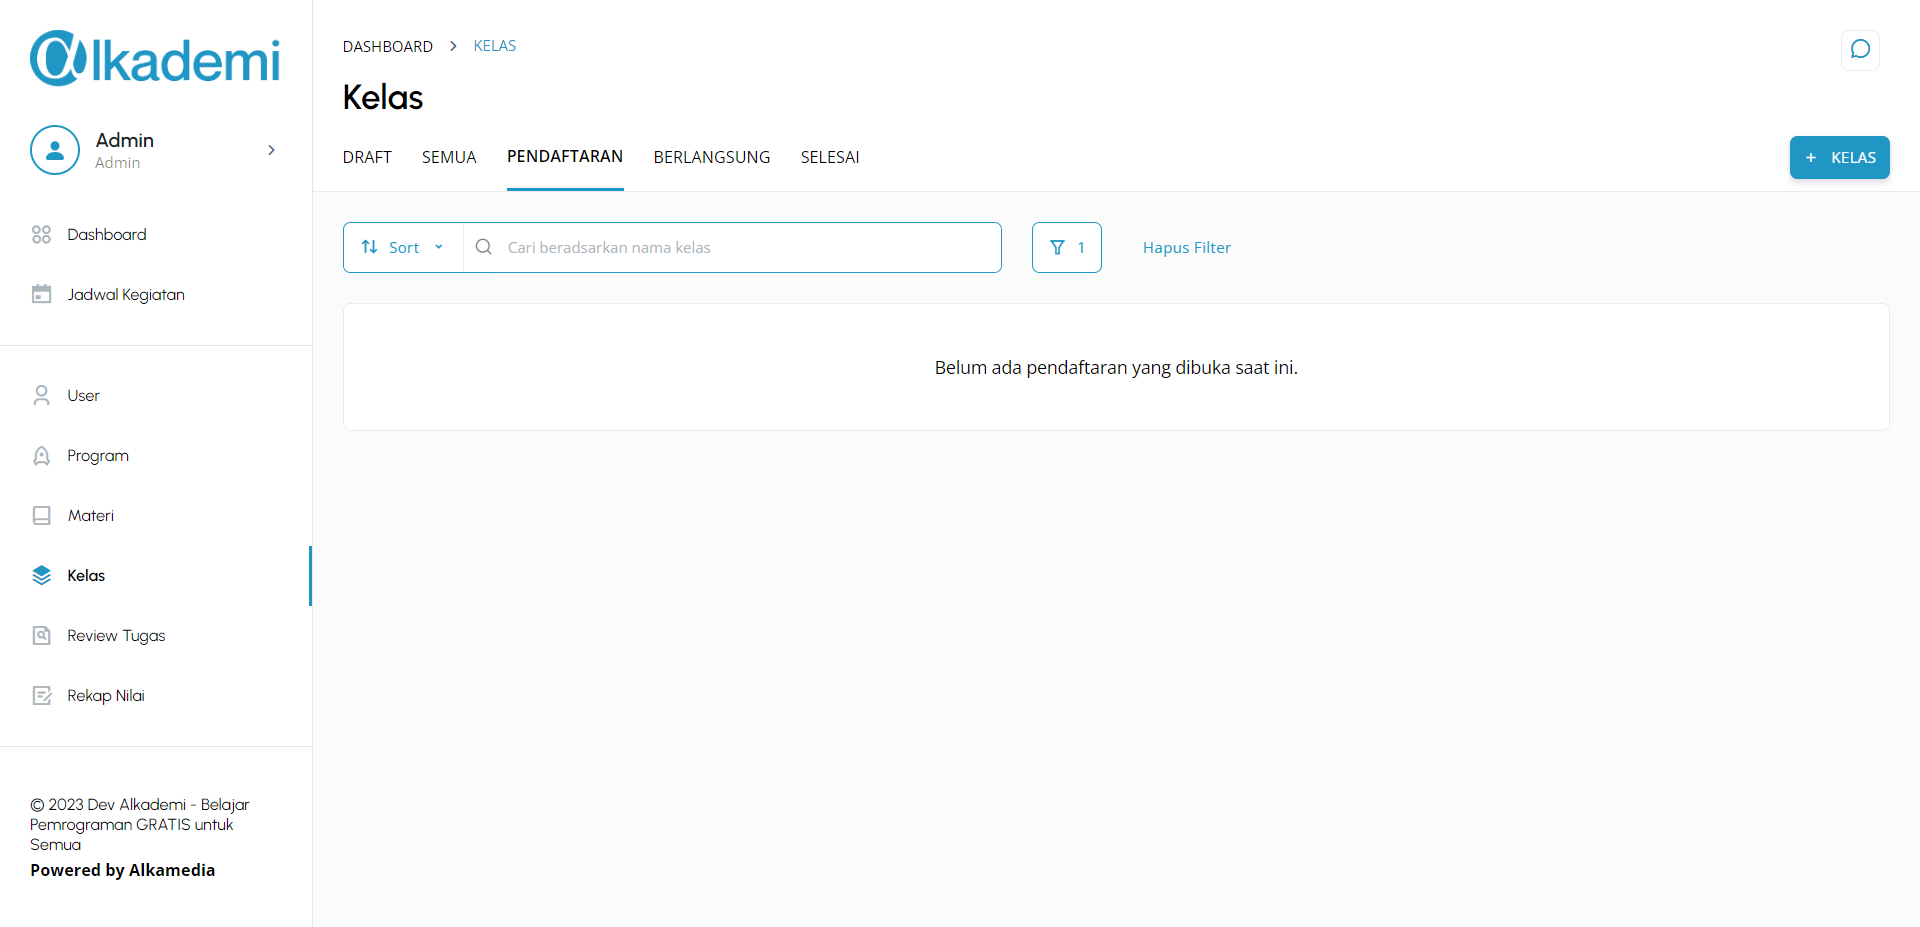 alkademi
Admin
Admin
Dashboard
Jadwal Kegiatan
User
Program
Materi
Kelas
Review Tugas
Rekap Nilai
© 2023 Dev Alkademi - Belajar
Pemrograman GRATIS untuk
Semua
Powered by Alkamedia
DASHBOARD > KELAS
Kelas
DRAFT SEMUA PENDAFTARAN BERLANGSUNG SELESAI
+ KELAS
Sort Cari beradsarkan nama kelas 1 Hapus Filter
Belum ada pendaftaran yang dibuka saat ini.